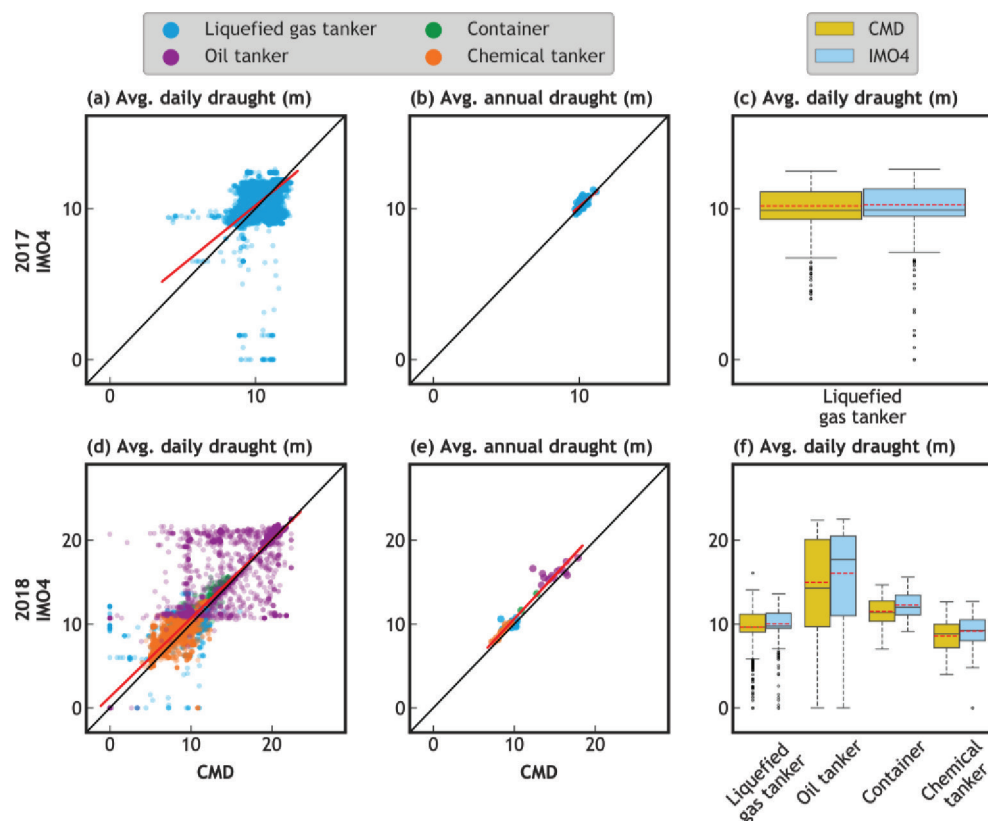 Liquefied gas tanker
Container
Oil tanker
Chemical tanker
CMD
IMO4
(a) Avg. daily draught (m)
(b) Avg. annual draught (m)
(c) Avg. daily draught (m)
2017
IMO4
10
0
0
10
10
0
0
10
10
0
Liquefied
gas tanker
(d) Avg. daily draught (m)
(e) Avg. annual draught (m)
(f) Avg. daily draught (m)
2018
IMO4
20
10
0
0
10
20
CMD
20
10
0
0
10
20
CMD
20
10
0
Liquefied
gas tanker
Oil tanker
Container
Chemical
tanker